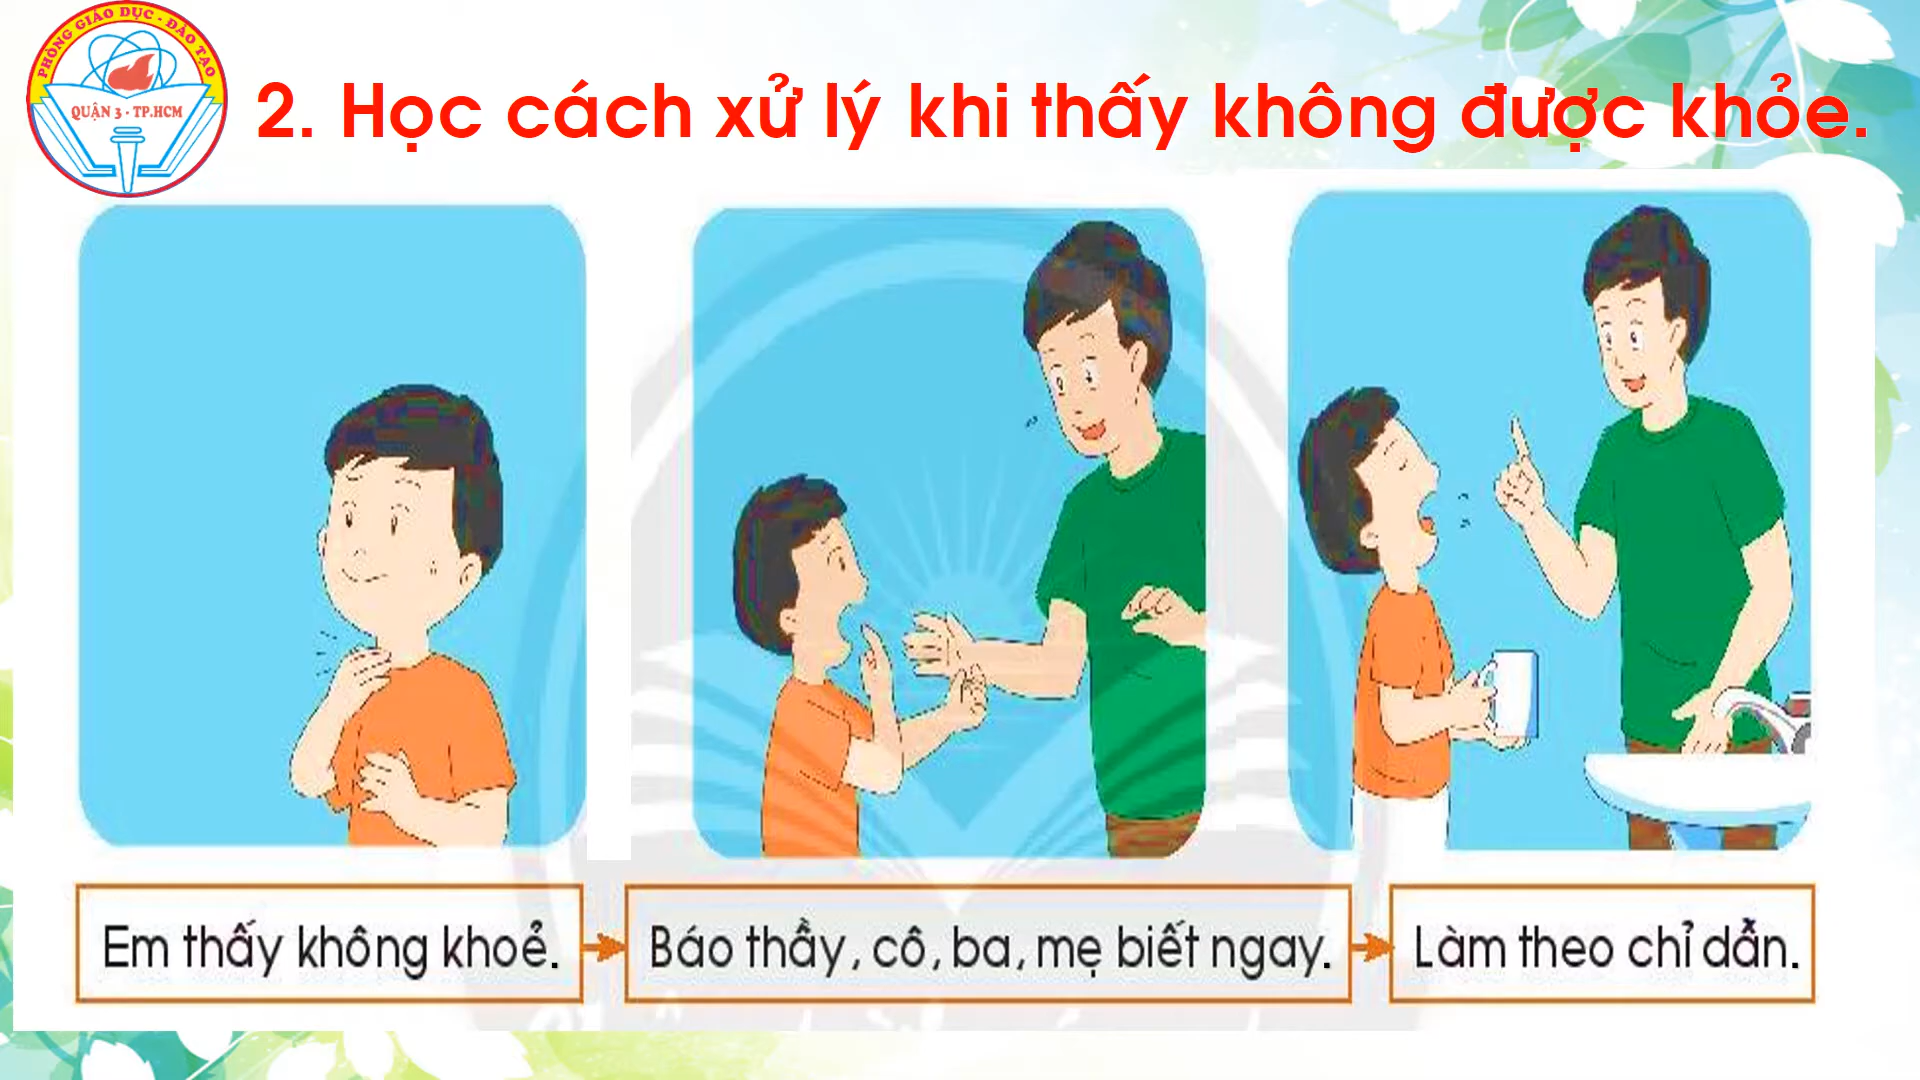 PHÒNG GIÁO DỤC - ĐÀO TẠO
QUẬN 3 - TP.HCM
2. Học cách xử lý khi thấy không được khỏe.
Em thấy không khoẻ.
Báo thầy, cô, ba, mẹ biết ngay.
Làm theo chỉ dẫn.